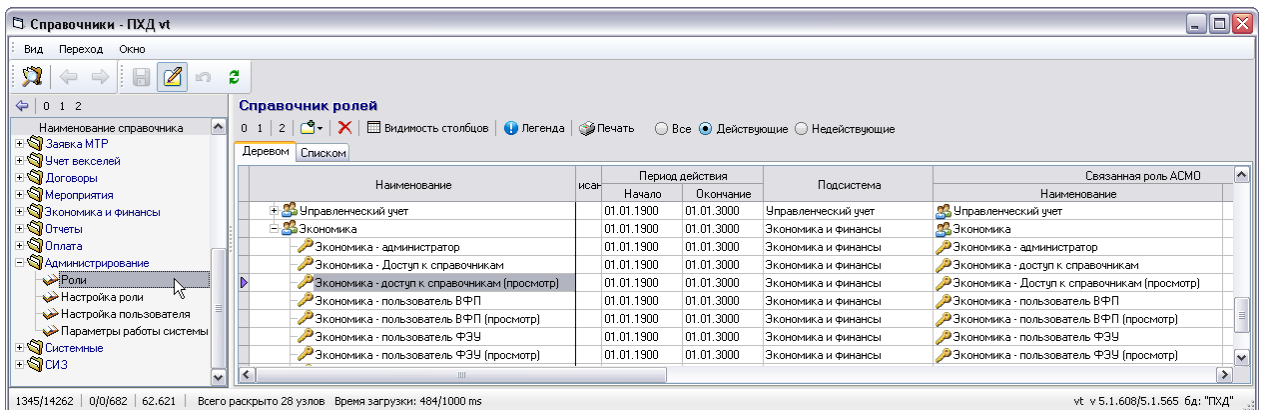 Справочники - ПХД vt
Вид Переход Окно
0 1 2
Наименование справочника
Заявка МТР
Учет векселей
Договоры
Мероприятия
Экономика и финансы
Отчеты
Оплата
Администрирование
Роли
Настройка роли
Настройка пользователя
Параметры работы системы
Системные
СИЗ
Справочник ролей
0 1 2 Видимость столбцов Легенда Печать Все Действующие Недействующие
Деревом Списком
Наименование исан Период действия Подсистема Связанная роль АСМО
Начало Окончание Наименование
Управленческий учет 01.01.1900 01.01.3000 Управленческий учет Управленческий учет
Экономика 01.01.1900 01.01.3000 Экономика и финансы Экономика
Экономика - администратор 01.01.1900 01.01.3000 Экономика и финансы Экономика - администратор
Экономика - Доступ к справочникам 01.01.1900 01.01.3000 Экономика и финансы Экономика - доступ к справочникам
Экономика - доступ к справочникам (просмотр) 01.01.1900 01.01.3000 Экономика и финансы Экономика - Доступ к справочникам (просмотр)
Экономика - пользователь ВФП 01.01.1900 01.01.3000 Экономика и финансы Экономика - пользователь ВФП
Экономика - пользователь ВФП (просмотр) 01.01.1900 01.01.3000 Экономика и финансы Экономика - пользователь ВФП (просмотр)
Экономика - пользователь ФЭУ 01.01.1900 01.01.3000 Экономика и финансы Экономика - пользователь ФЭУ
Экономика - пользователь ФЭУ (просмотр) 01.01.1900 01.01.3000 Экономика и финансы Экономика - пользователь ФЭУ (просмотр)
1345/14262 0/0/682 62.621 Всего раскрыто 28 узлов Время загрузки: 484/1000 ms vt v 5.1.608/5.1.565 бд: "ПХД"